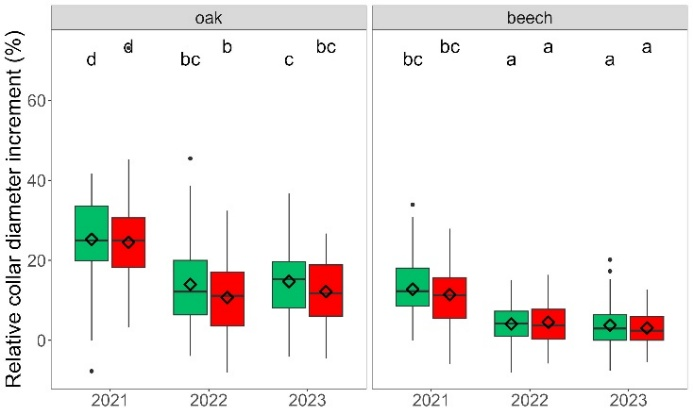 oak
beech
d
d
bc
b
c
bc
bc
bc
a
a
a
a
Relative collar diameter increment (%)
60
40
20
0
2021
2022
2023
2021
2022
2023